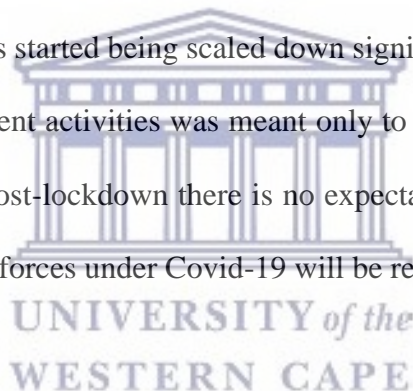 s started being scaled down signi
ent activities was meant only to
ost-lockdown there is no expecta
forces under Covid-19 will be re
UNIVERSITY of the
WESTERN CAPE